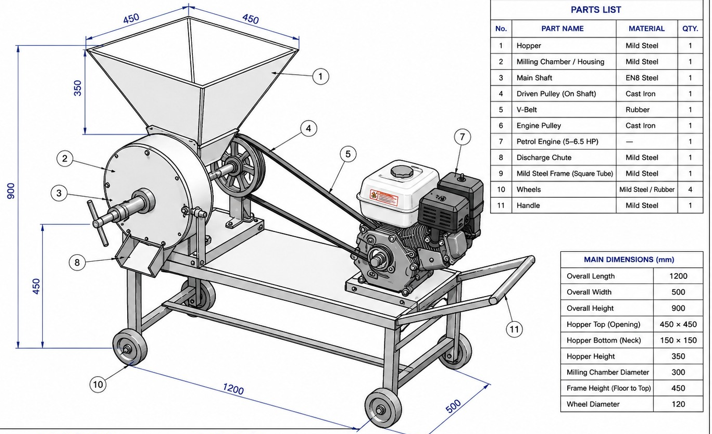 450
450
350
900
450
1200
500
1
2
3
4
5
7
8
10
11
PARTS LIST
No. PART NAME MATERIAL QTY.
1 Hopper Mild Steel 1
2 Milling Chamber / Housing Mild Steel 1
3 Main Shaft EN8 Steel 1
4 Driven Pulley (On Shaft) Cast Iron 1
5 V-Belt Rubber 1
6 Engine Pulley Cast Iron 1
7 Petrol Engine (5–6.5 HP) — 1
8 Discharge Chute Mild Steel 1
9 Mild Steel Frame (Square Tube) Mild Steel 1
10 Wheels Mild Steel / Rubber 4
11 Handle Mild Steel 1
MAIN DIMENSIONS (mm)
Overall Length 1200
Overall Width 500
Overall Height 900
Hopper Top (Opening) 450 × 450
Hopper Bottom (Neck) 150 × 150
Hopper Height 350
Milling Chamber Diameter 300
Frame Height (Floor to Top) 450
Wheel Diameter 120